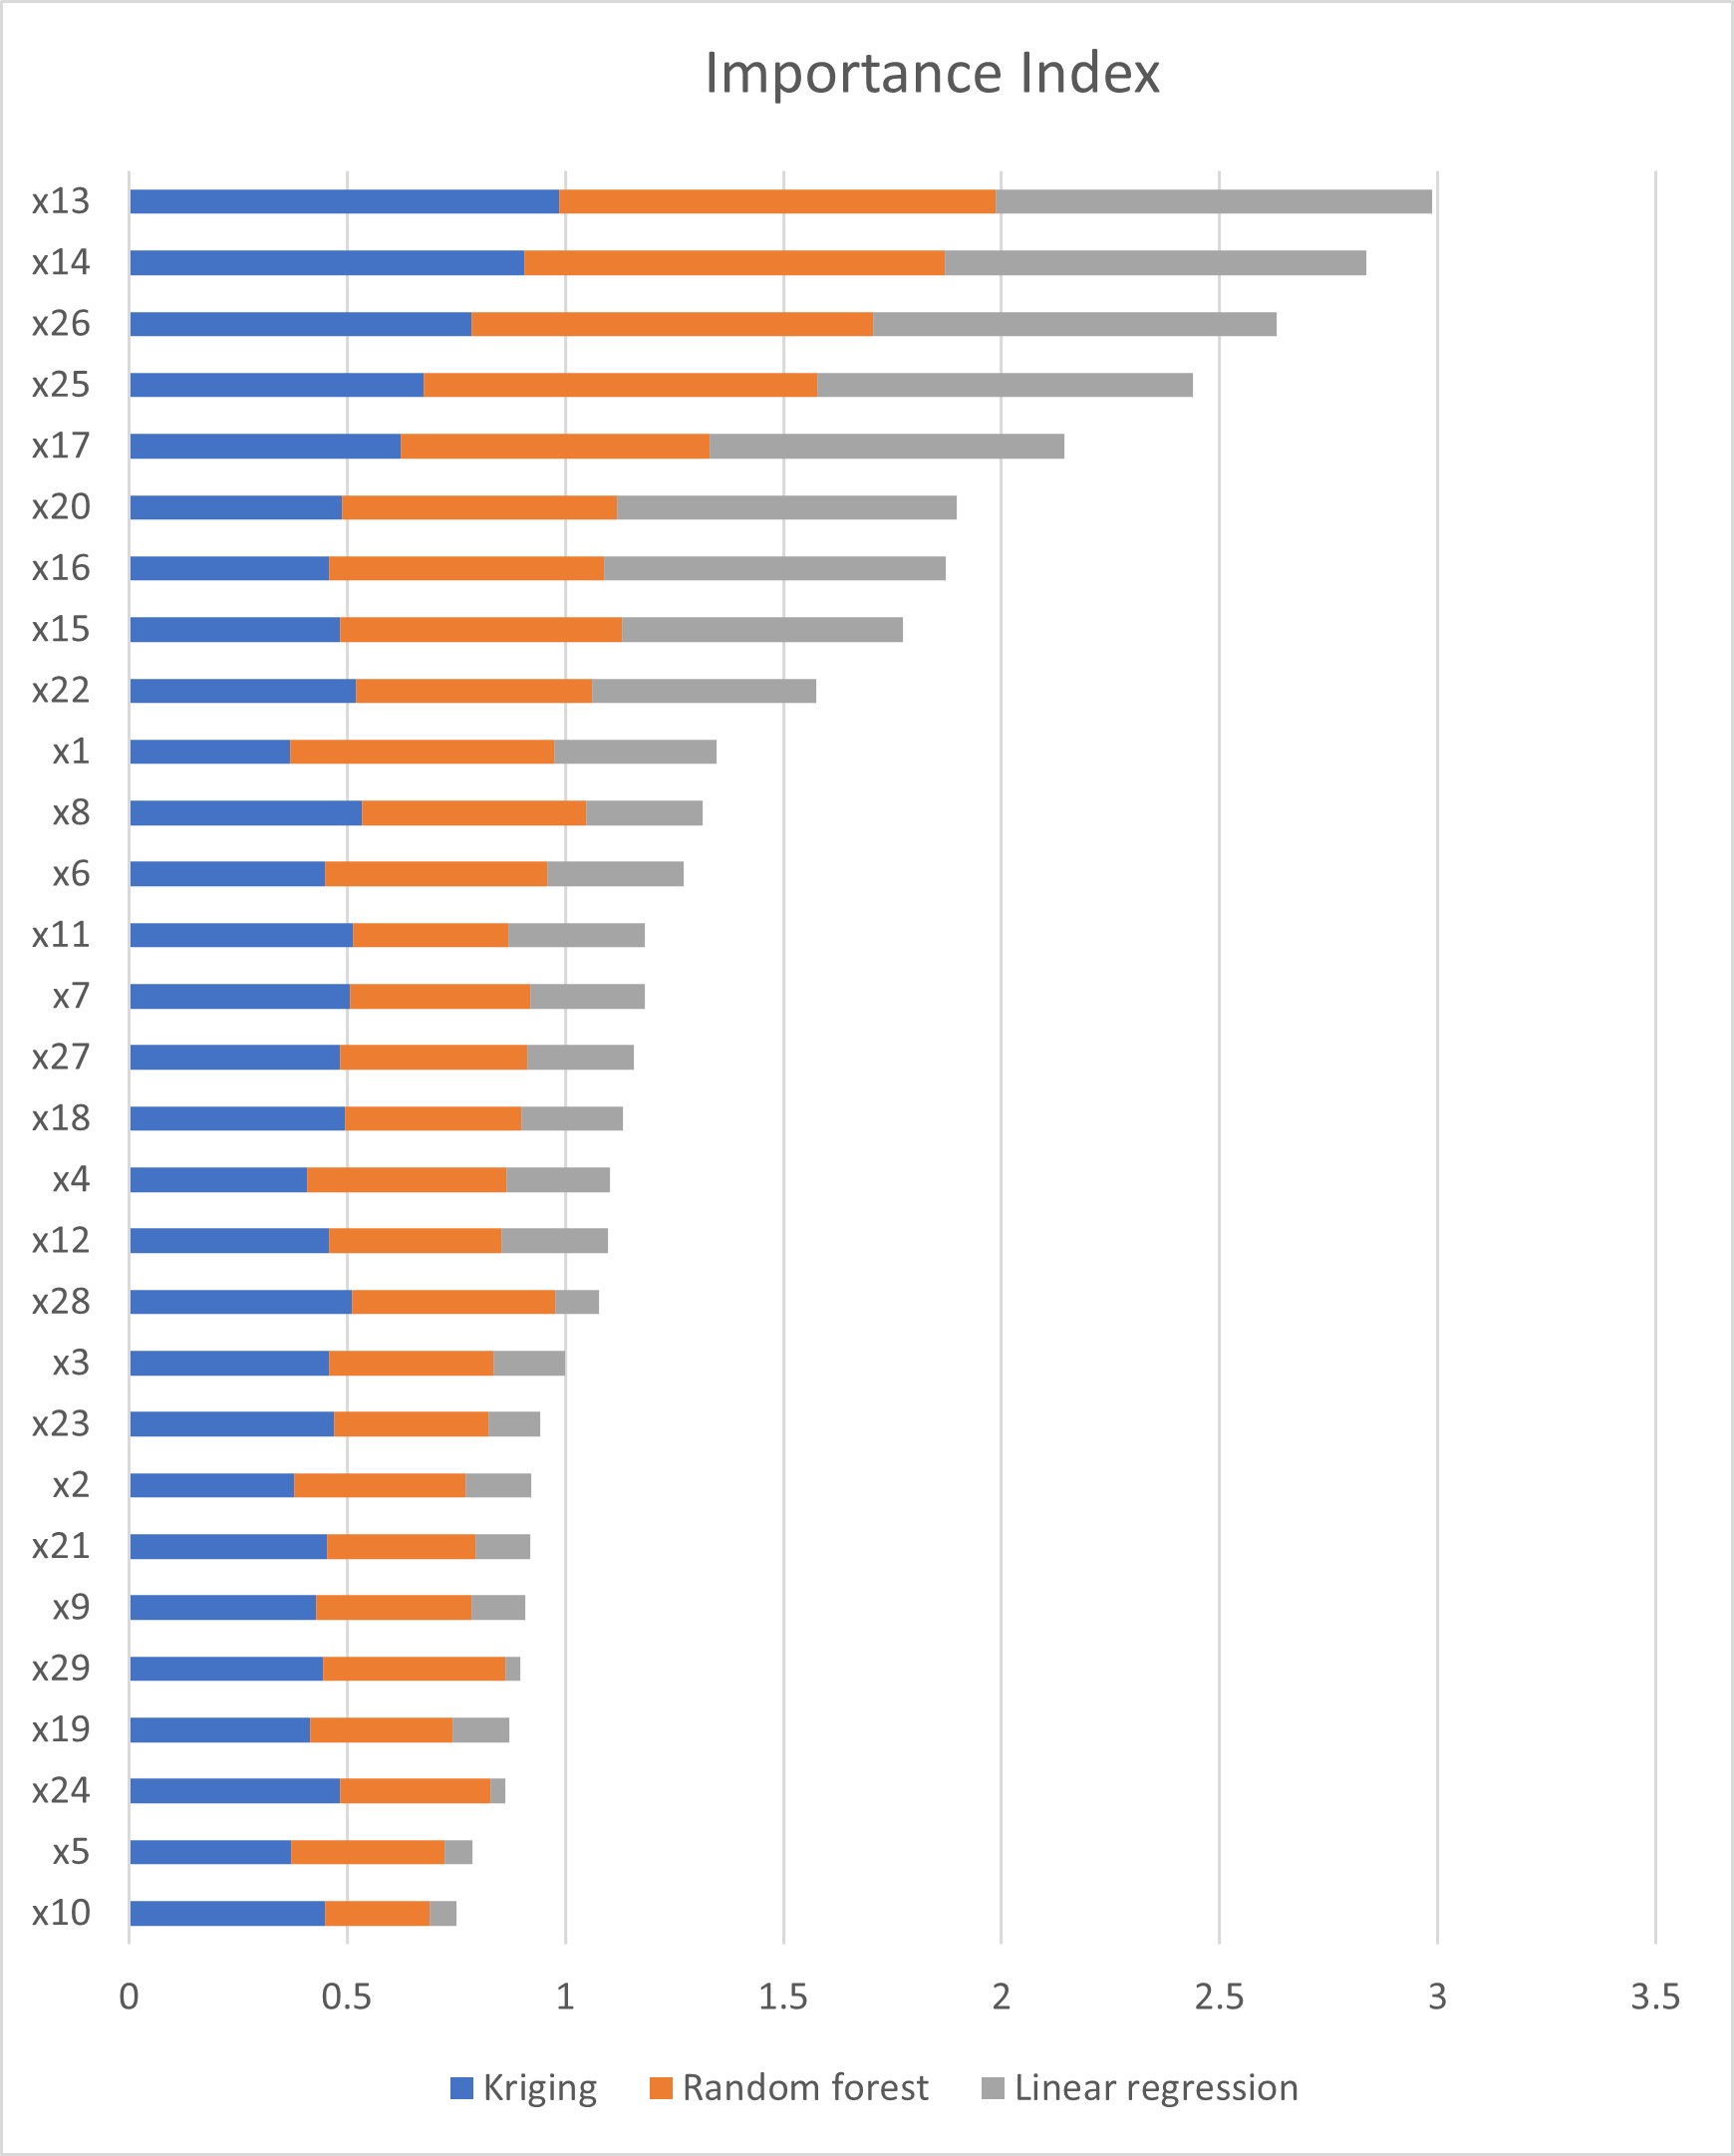 Importance Index
x13
x14
x26
x25
x17
x20
x16
x15
x22
x1
x8
x6
x11
x7
x27
x18
x4
x12
x28
x3
x23
x2
x21
x9
x29
x19
x24
x5
x10
0 0.5 1 1.5 2 2.5 3 3.5
Kriging Random forest Linear regression